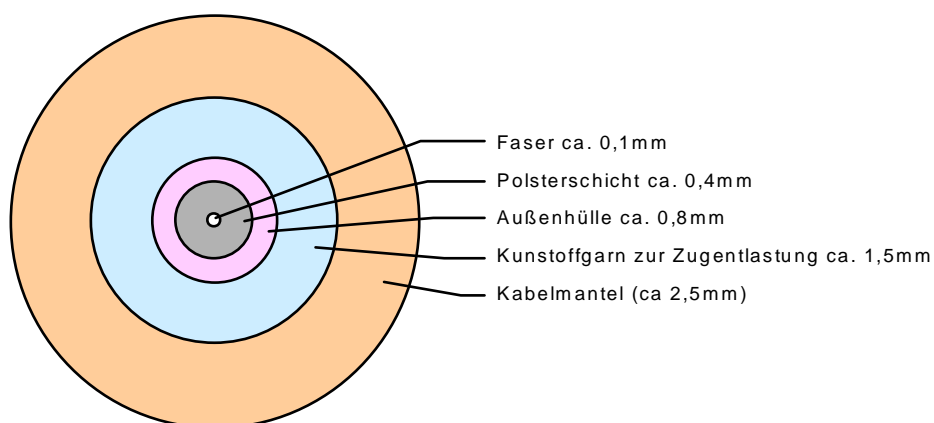 Faser ca. 0,1mm
Polsterschicht ca. 0,4mm
Außenhülle ca. 0,8mm
Kunstoffgarn zur Zugentlastung ca. 1,5mm
Kabelmantel (ca 2,5mm)